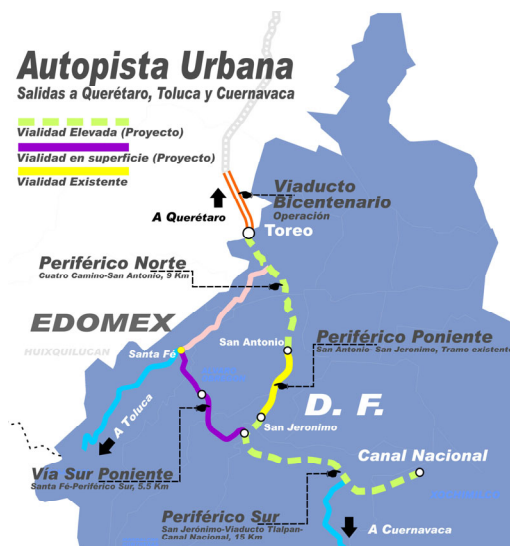 Autopista Urbana
Salidas a Querétaro, Toluca y Cuernavaca
Vialidad Elevada (Proyecto)
Vialidad en superficie (Proyecto)
Vialidad Existente
Viaducto
Bicentenario
Operación
A Querétaro
Toreo
Periférico Norte
Cuatro Camino-San Antonio, 9 Km
EDOMEX
HUIXQUILUCAN
Santa Fé
San Antonio
Periférico Poniente
San Antonio- San Jeronimo, Tramo existente
D. F.
San Jeronimo
A Toluca
Vía Sur Poniente
Santa Fé-Periférico Sur, 5.5 Km
Canal Nacional
Periférico Sur
San Jerónimo-Viaducto Tlalpan-
Canal Nacional, 15 Km
A Cuernavaca